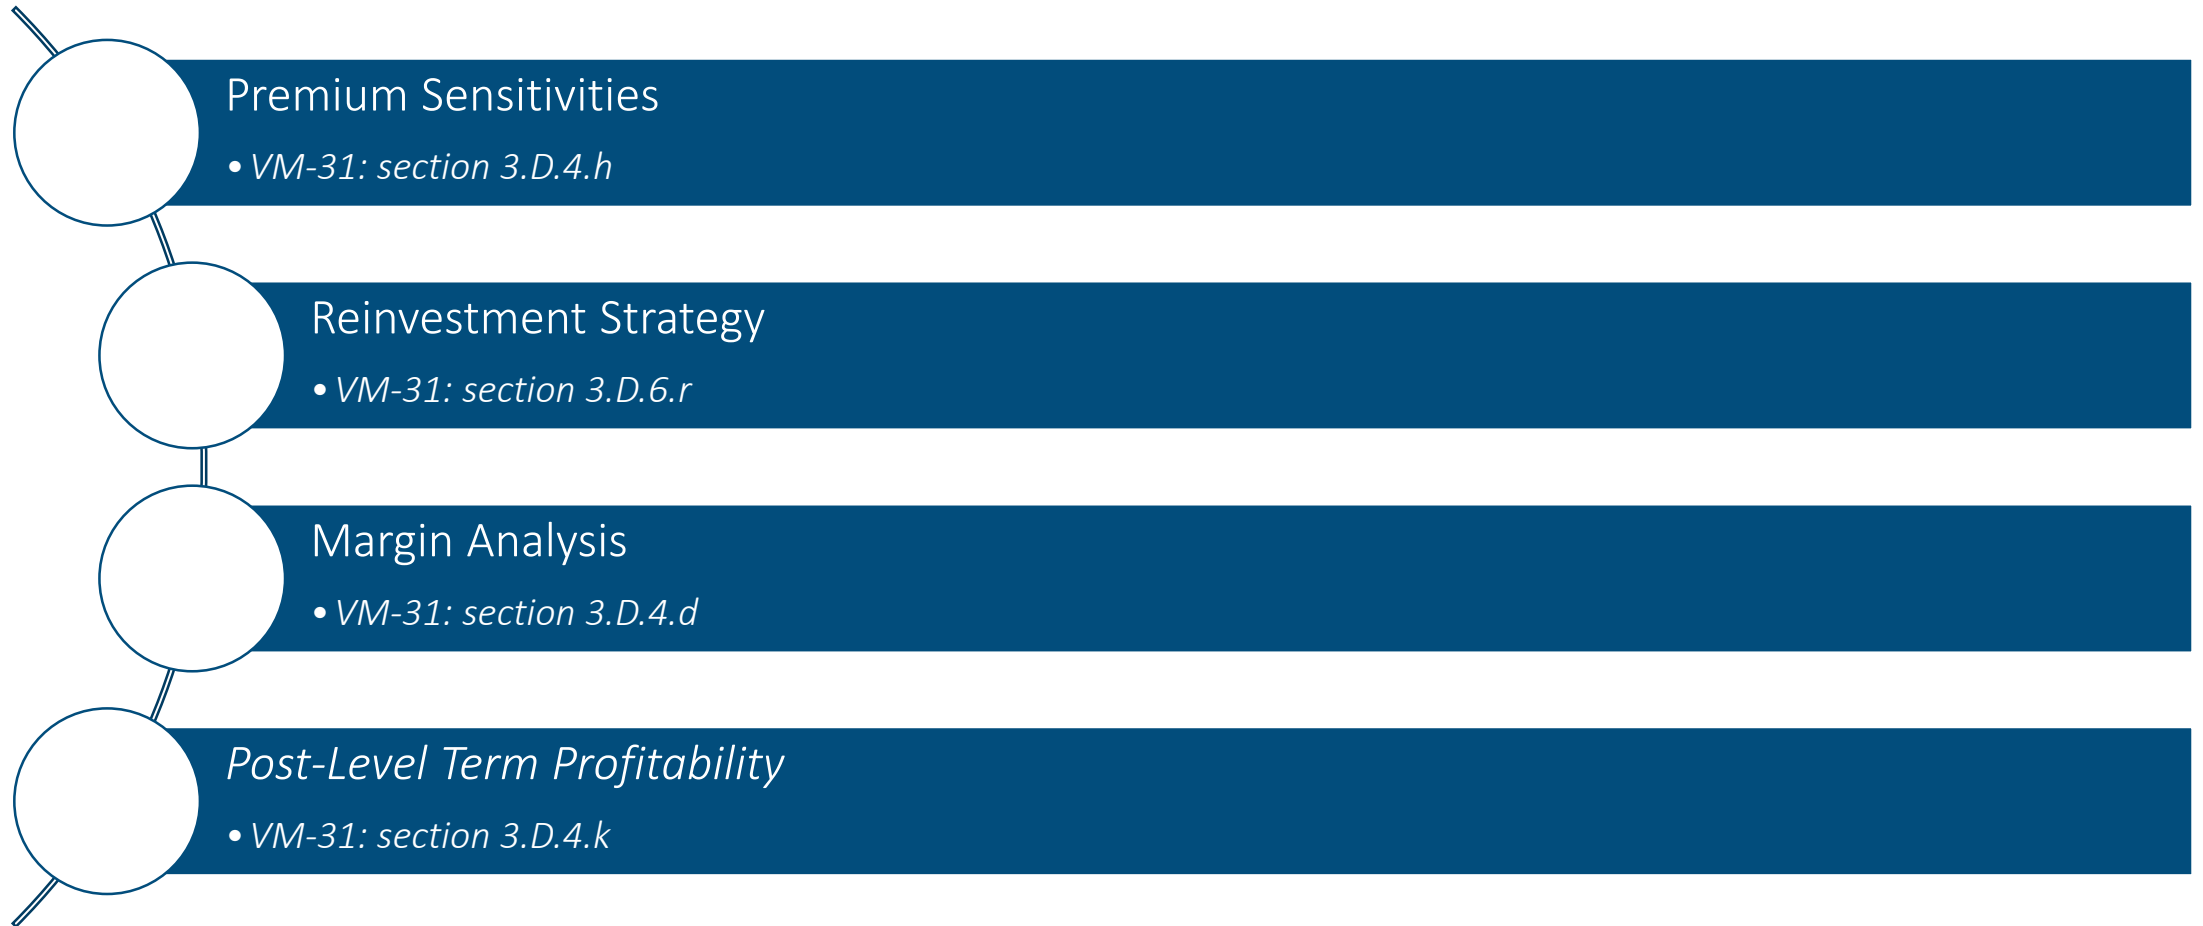 Premium Sensitivities
• VM-31: section 3.D.4.h
Reinvestment Strategy
• VM-31: section 3.D.6.r
Margin Analysis
• VM-31: section 3.D.4.d
Post-Level Term Profitability
• VM-31: section 3.D.4.k